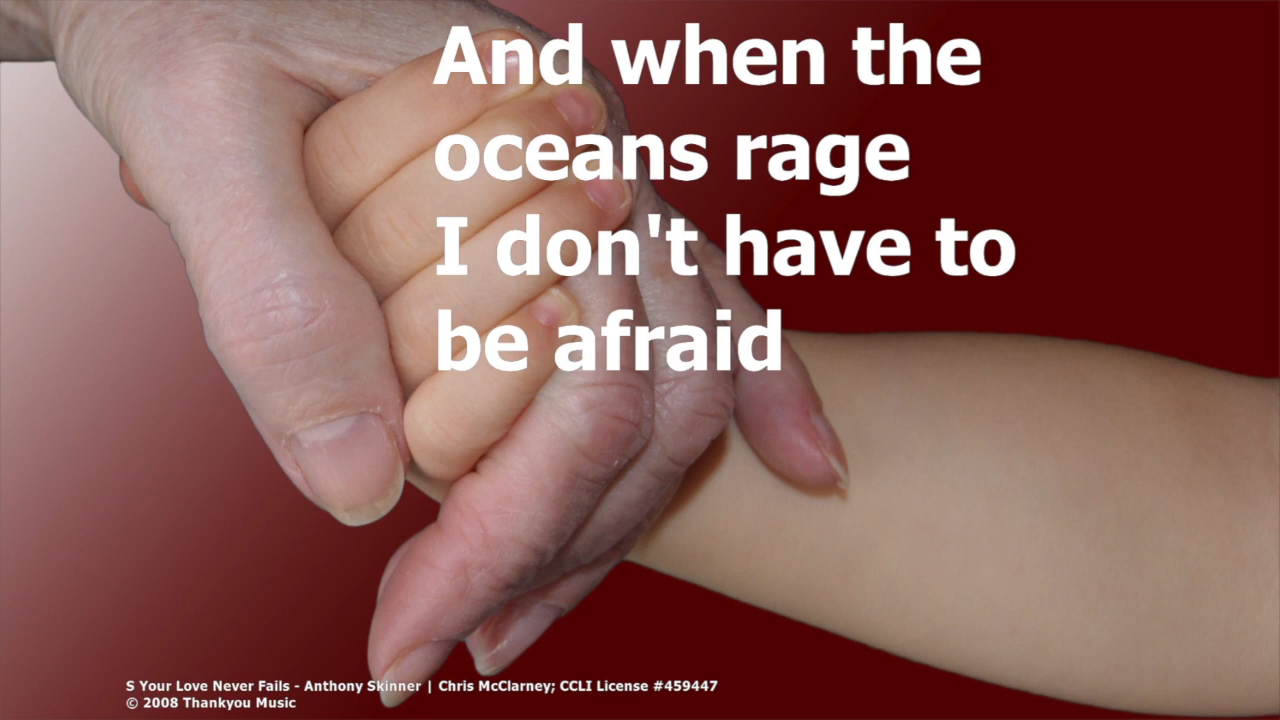 And when the
oceans rage
I don't have to
be afraid
S Your Love Never Fails - Anthony Skinner | Chris McClarney; CCLI License #459447
© 2008 Thankyou Music